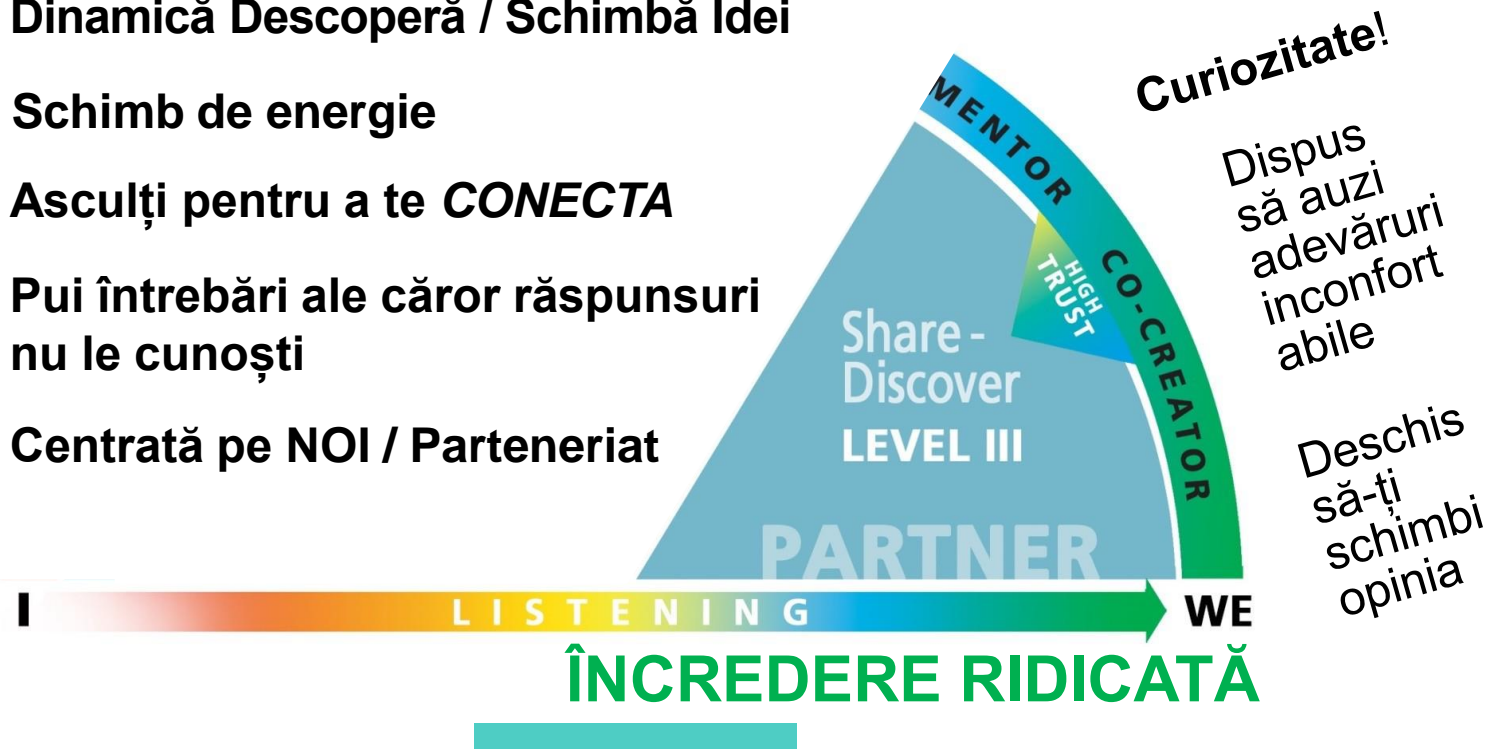 Dinamică Descoperă / Schimbă Idei
Schimb de energie
Asculți pentru a te CONECTA
Pui întrebări ale căror răspunsuri
nu le cunoști
Centrată pe NOI / Parteneriat
MENTOR
CO-CREATOR
HIGH
TRUST
Share -
Discover
LEVEL III
PARTNER
I
LISTENING
WE
ÎNCREDERE RIDICATĂ
Curiozitate!
Dispus
să auzi
adevăruri
inconfort
abile
Deschis
să-ți
schimbi
opinia